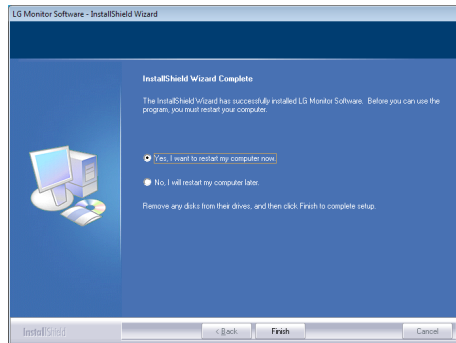 LG Monitor Software - InstallShield Wizard
InstallShield Wizard Complete
The InstallShield Wizard has successfully installed LG Monitor Software. Before you can use the
program, you must restart your computer.
Yes, I want to restart my computer now.
No, I will restart my computer later.
Remove any disks from their drives, and then click Finish to complete setup.
InstallShield
< Back
Finish
Cancel